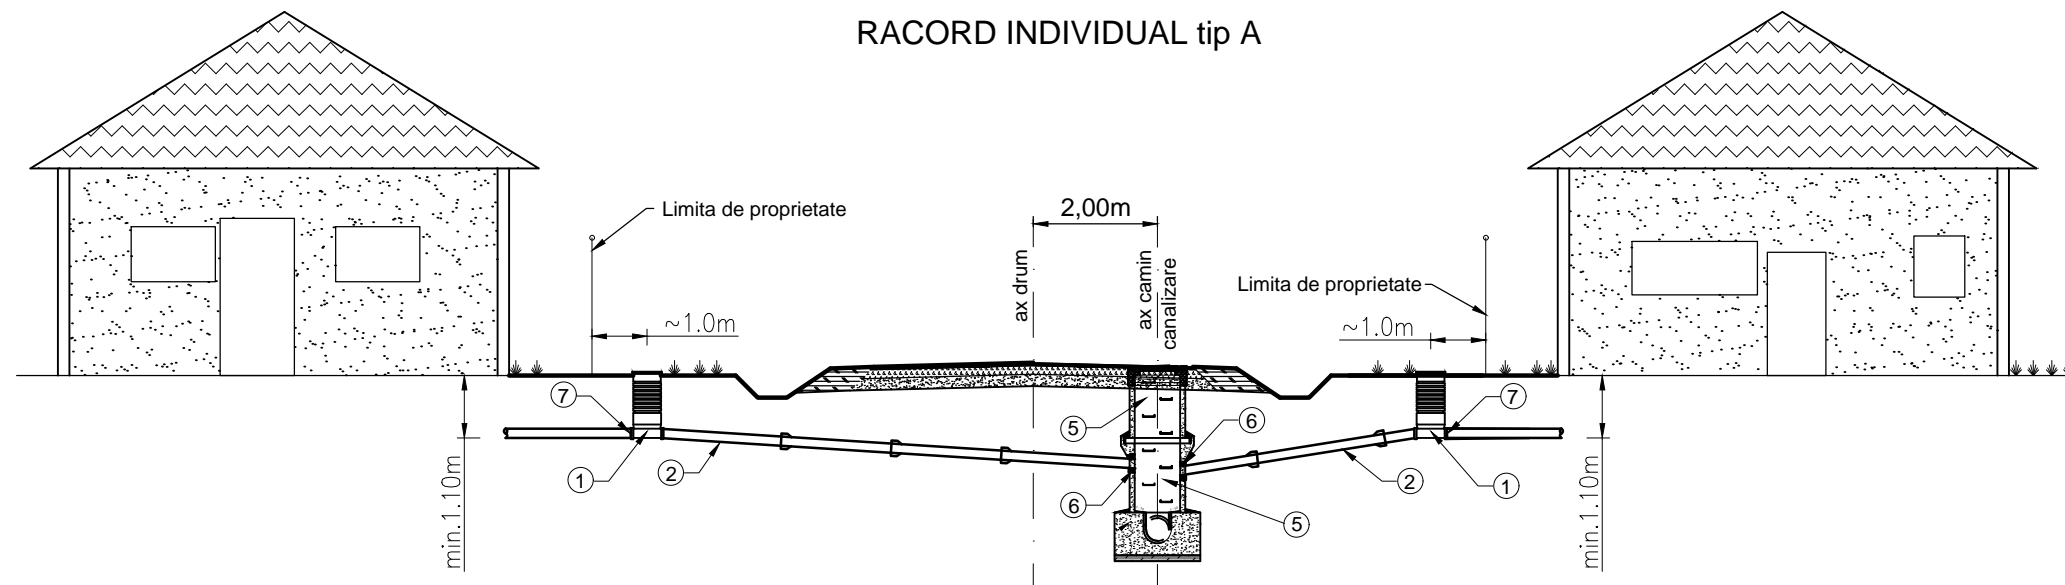 RACORD INDIVIDUAL tip A
Limita de proprietate
2,00m
ax drum
ax camin
canalizare
Limita de proprietate
~1.0m
~1.0m
7
5
6
7
1
2
6
5
2
1
min.1.10m
min.1.10m